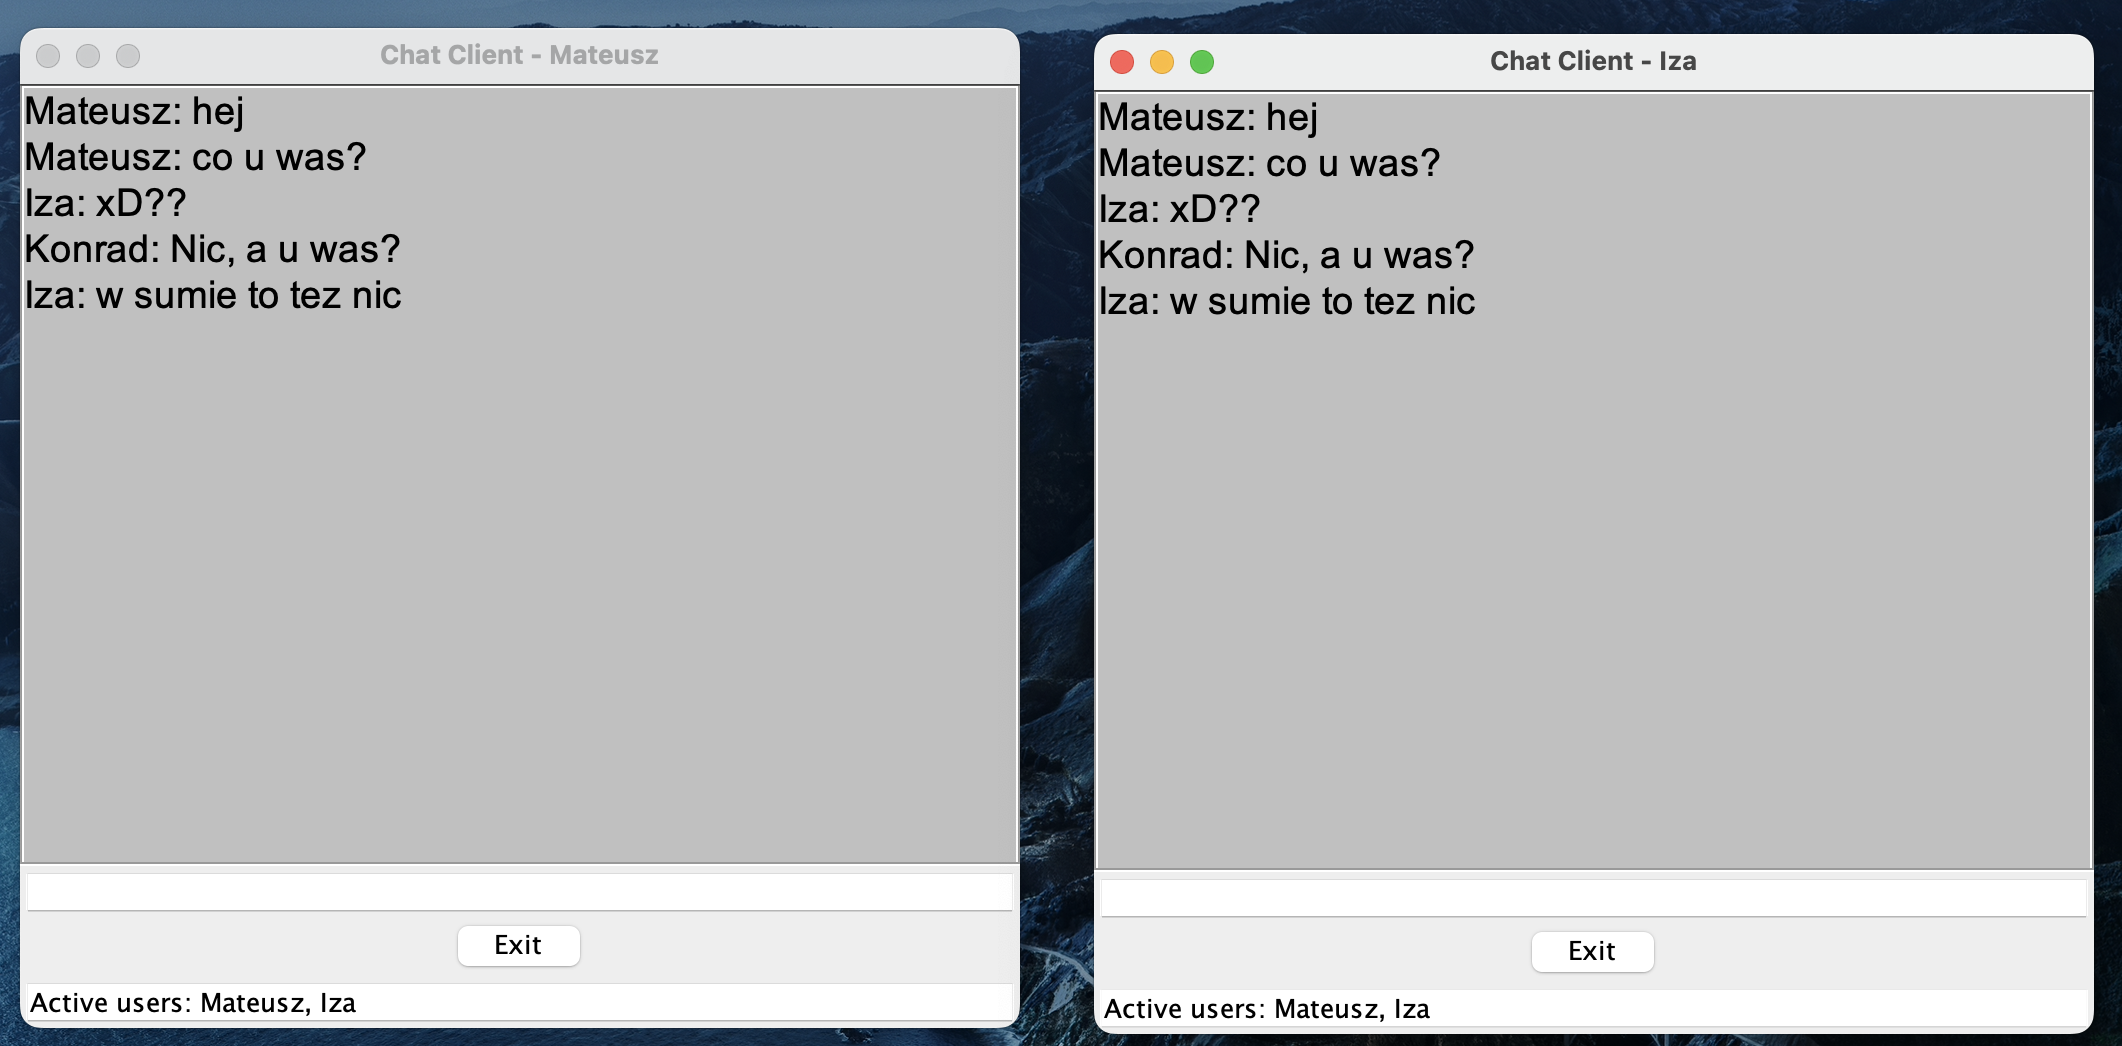 Chat Client - Mateusz
Mateusz: hej
Mateusz: co u was?
Iza: xD??
Konrad: Nic, a u was?
Iza: w sumie to tez nic
Exit
Active users: Mateusz, Iza
Chat Client - Iza
Mateusz: hej
Mateusz: co u was?
Iza: xD??
Konrad: Nic, a u was?
Iza: w sumie to tez nic
Exit
Active users: Mateusz, Iza